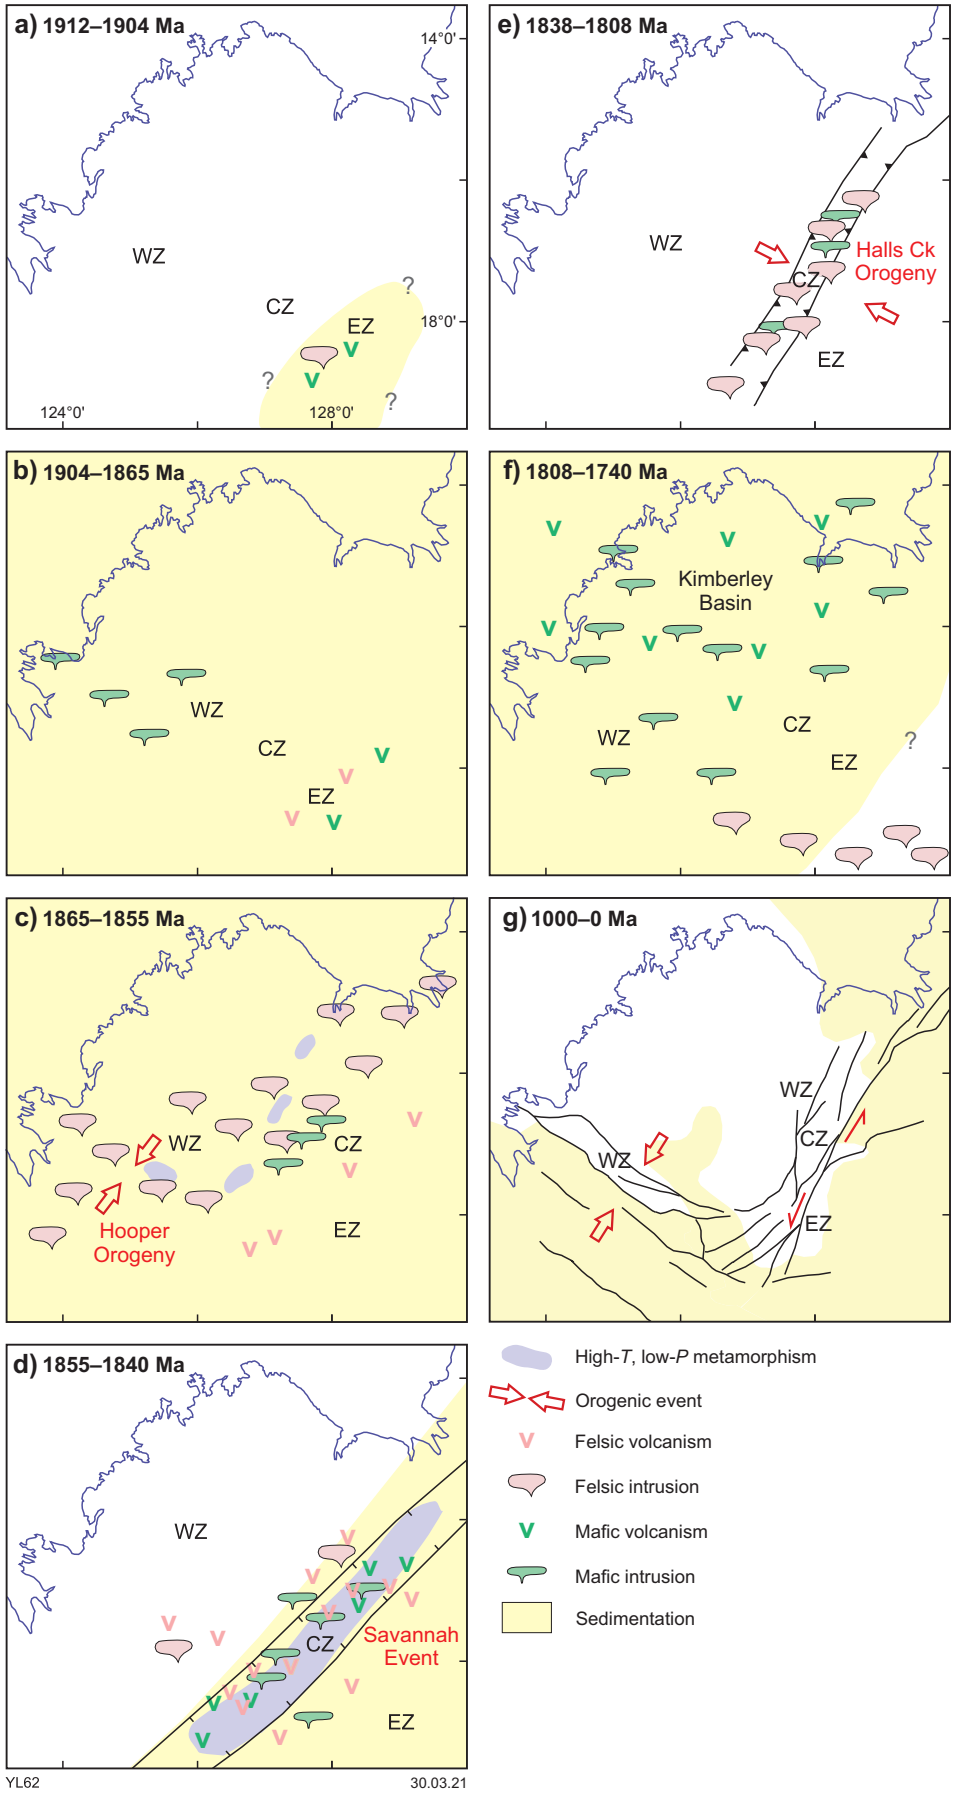 a) 1912–1904 Ma
14°0'
WZ
CZ
?
EZ
18°0'
?
?
124°0'
128°0'
b) 1904–1865 Ma
WZ
CZ
EZ
c) 1865–1855 Ma
WZ
CZ
Hooper
Orogeny
EZ
d) 1855–1840 Ma
WZ
CZ
Savannah
Event
EZ
YL62
30.03.21
e) 1838–1808 Ma
WZ
Halls Ck
Orogeny
CZ
EZ
f) 1808–1740 Ma
Kimberley
Basin
WZ
CZ
EZ
?
g) 1000–0 Ma
WZ
CZ
WZ
EZ
High-T, low-P metamorphism
Orogenic event
Felsic volcanism
Felsic intrusion
Mafic volcanism
Mafic intrusion
Sedimentation